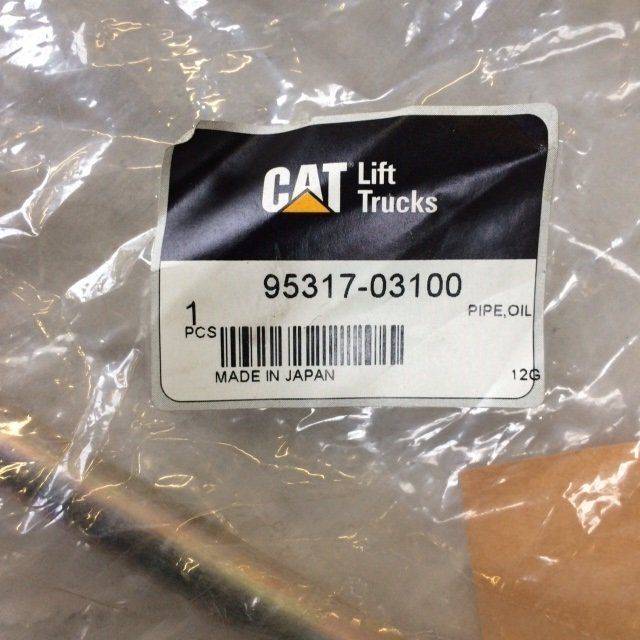 CAT Lift
Trucks
95317-03100
1
PCS
PIPE,OIL
MADE IN JAPAN
12G